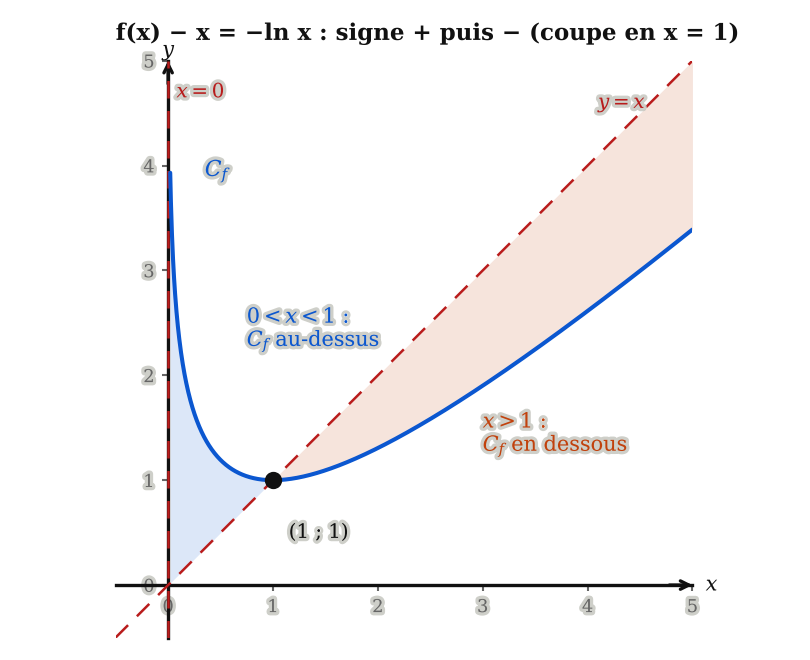 f(x) − x = −ln x : signe + puis − (coupe en x = 1)
y
5
x = 0
y = x
4
C_f
3
0 < x < 1 :
C_f au-dessus
2
x > 1 :
C_f en dessous
1
(1 ; 1)
0
x
0 1 2 3 4 5